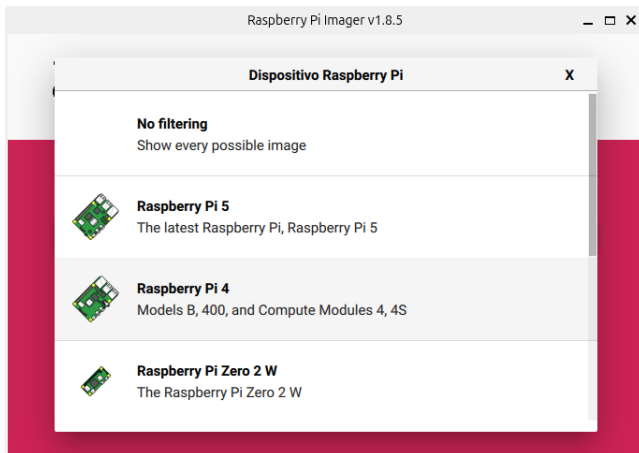 Raspberry Pi Imager v1.8.5
Dispositivo Raspberry Pi
X
No filtering
Show every possible image
Raspberry Pi 5
The latest Raspberry Pi, Raspberry Pi 5
Raspberry Pi 4
Models B, 400, and Compute Modules 4, 4S
Raspberry Pi Zero 2 W
The Raspberry Pi Zero 2 W